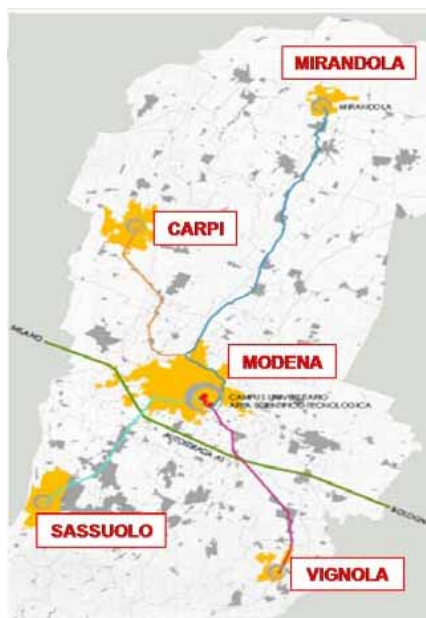 MIRANDOLA
MIRANDOLA
CARPI
MILANO
MODENA
CAMPUS UNIVERSITARIO
AREA SCIENTIFICO-TECNOLOGICA
AUTOSTRADA A1
BOLOGNA
SASSUOLO
VIGNOLA